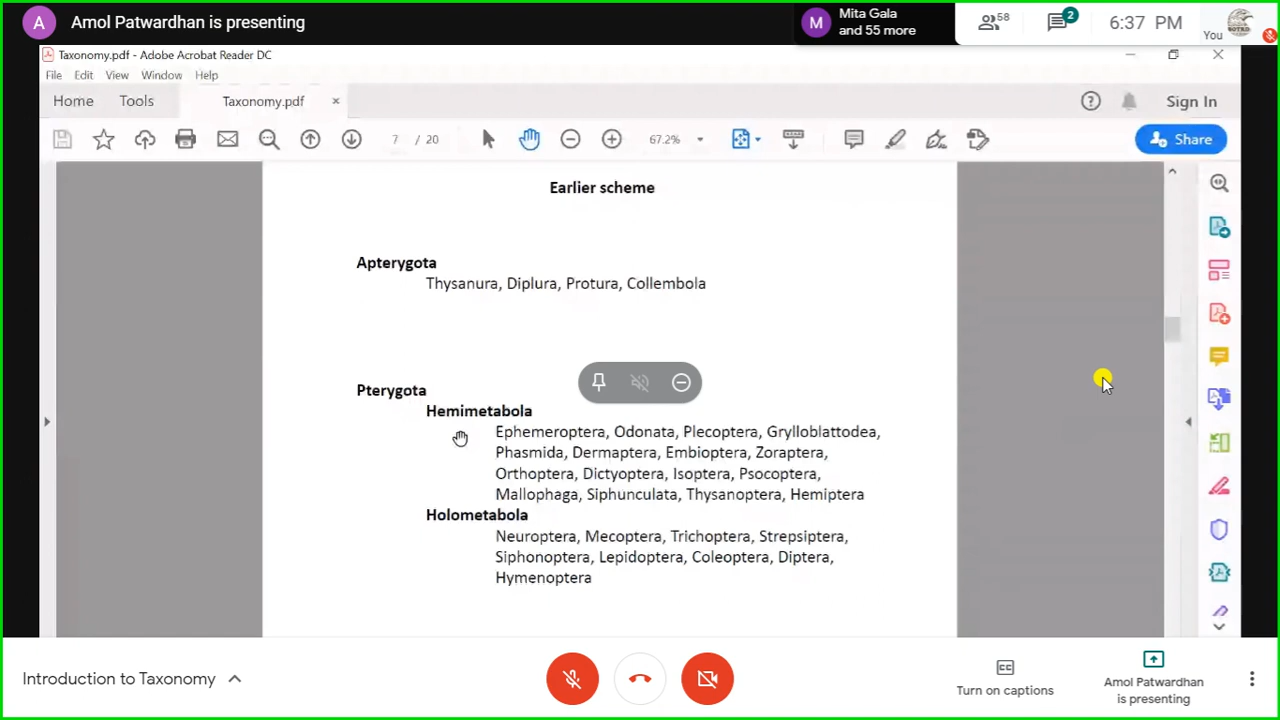 A
Amol Patwardhan is presenting
M
Mita Gala
and 55 more
58
2
6:37 PM
You
Taxonomy.pdf - Adobe Acrobat Reader DC
File Edit View Window Help
Home Tools Taxonomy.pdf ×
Sign In
7 / 20
67.2%
Share
Earlier scheme
Apterygota
Thysanura, Diplura, Protura, Collembola
Pterygota
Hemimetabola
Ephemeroptera, Odonata, Plecoptera, Grylloblattodea,
Phasmida, Dermaptera, Embioptera, Zoraptera,
Orthoptera, Dictyoptera, Isoptera, Psocoptera,
Mallophaga, Siphunculata, Thysanoptera, Hemiptera
Holometabola
Neuroptera, Mecoptera, Trichoptera, Strepsiptera,
Siphonoptera, Lepidoptera, Coleoptera, Diptera,
Hymenoptera
Introduction to Taxonomy
CC
Turn on captions
Amol Patwardhan
is presenting